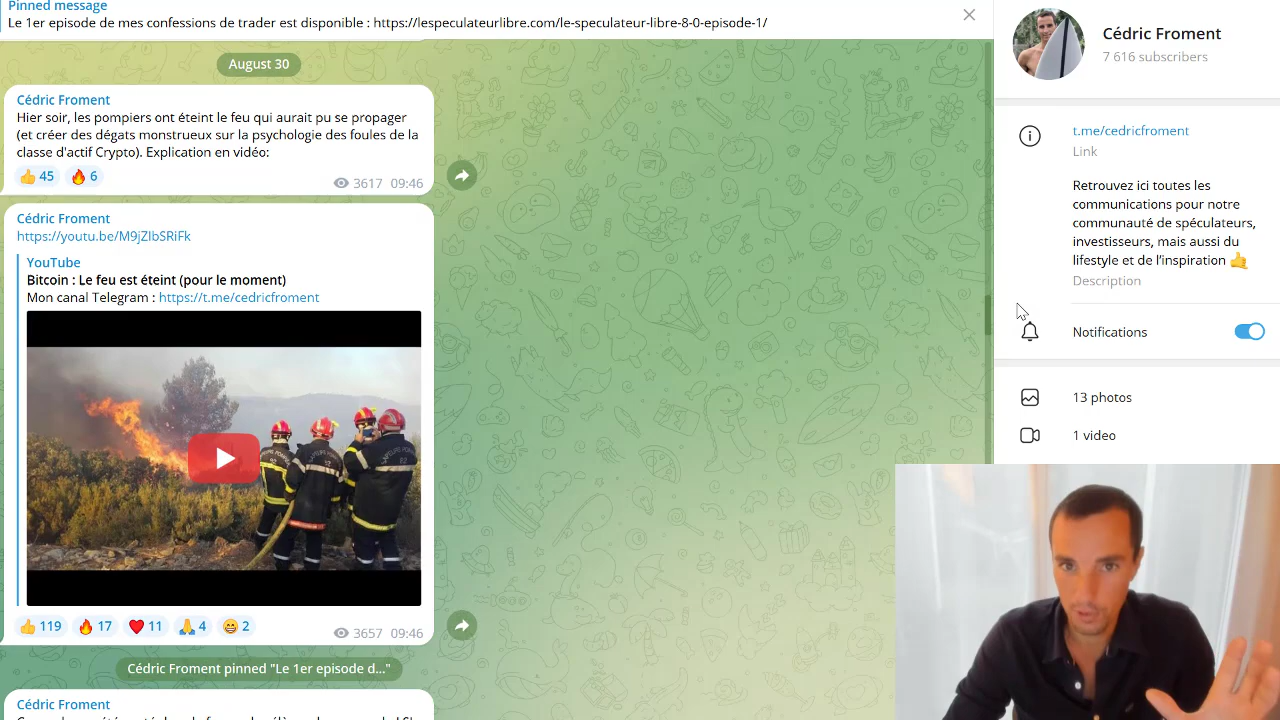 Pinned message
Le 1er episode de mes confessions de trader est disponible : https://lespeculateurlibre.com/le-speculateur-libre-8-0-episode-1/
August 30
Cédric Froment
Hier soir, les pompiers ont éteint le feu qui aurait pu se propager
(et créer des dégats monstrueux sur la psychologie des foules de la
classe d'actif Crypto). Explication en vidéo:
45
6
3617 09:46
Cédric Froment
https://youtu.be/M9jZIbSRiFk
YouTube
Bitcoin : Le feu est éteint (pour le moment)
Mon canal Telegram : https://t.me/cedricfroment
119
17
11
4
2
3657 09:46
Cédric Froment pinned "Le 1er episode d..."
Cédric Froment
Cédric Froment
7 616 subscribers
t.me/cedricfroment
Link
Retrouvez ici toutes les
communications pour notre
communauté de spéculateurs,
investisseurs, mais aussi du
lifestyle et de l'inspiration 🤙
Description
Notifications
13 photos
1 video